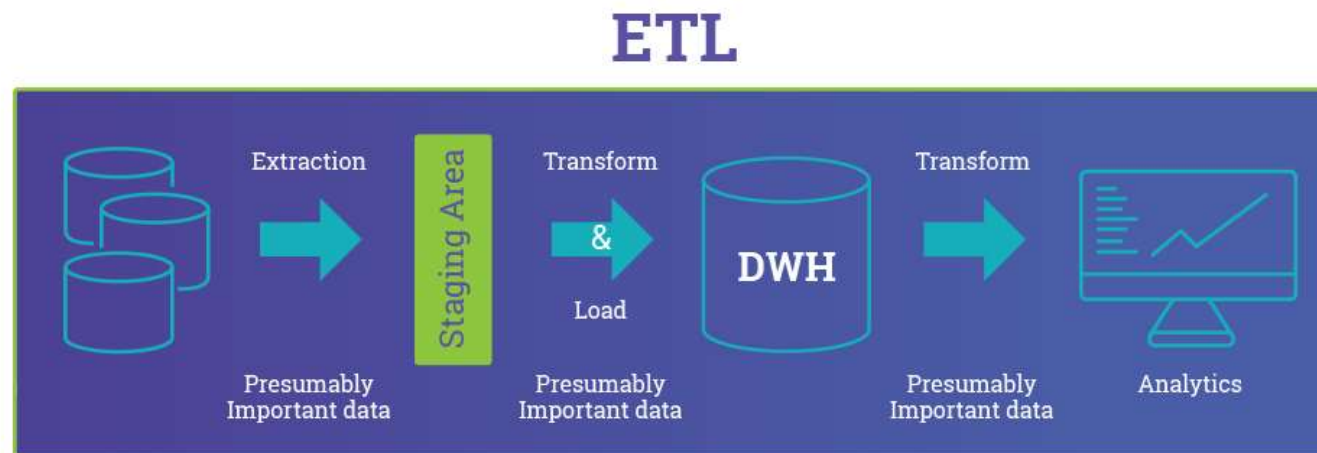 ETL
Extraction
Staging Area
Transform
&
Load
DWH
Transform
Presumably
Important data
Presumably
Important data
Presumably
Important data
Analytics